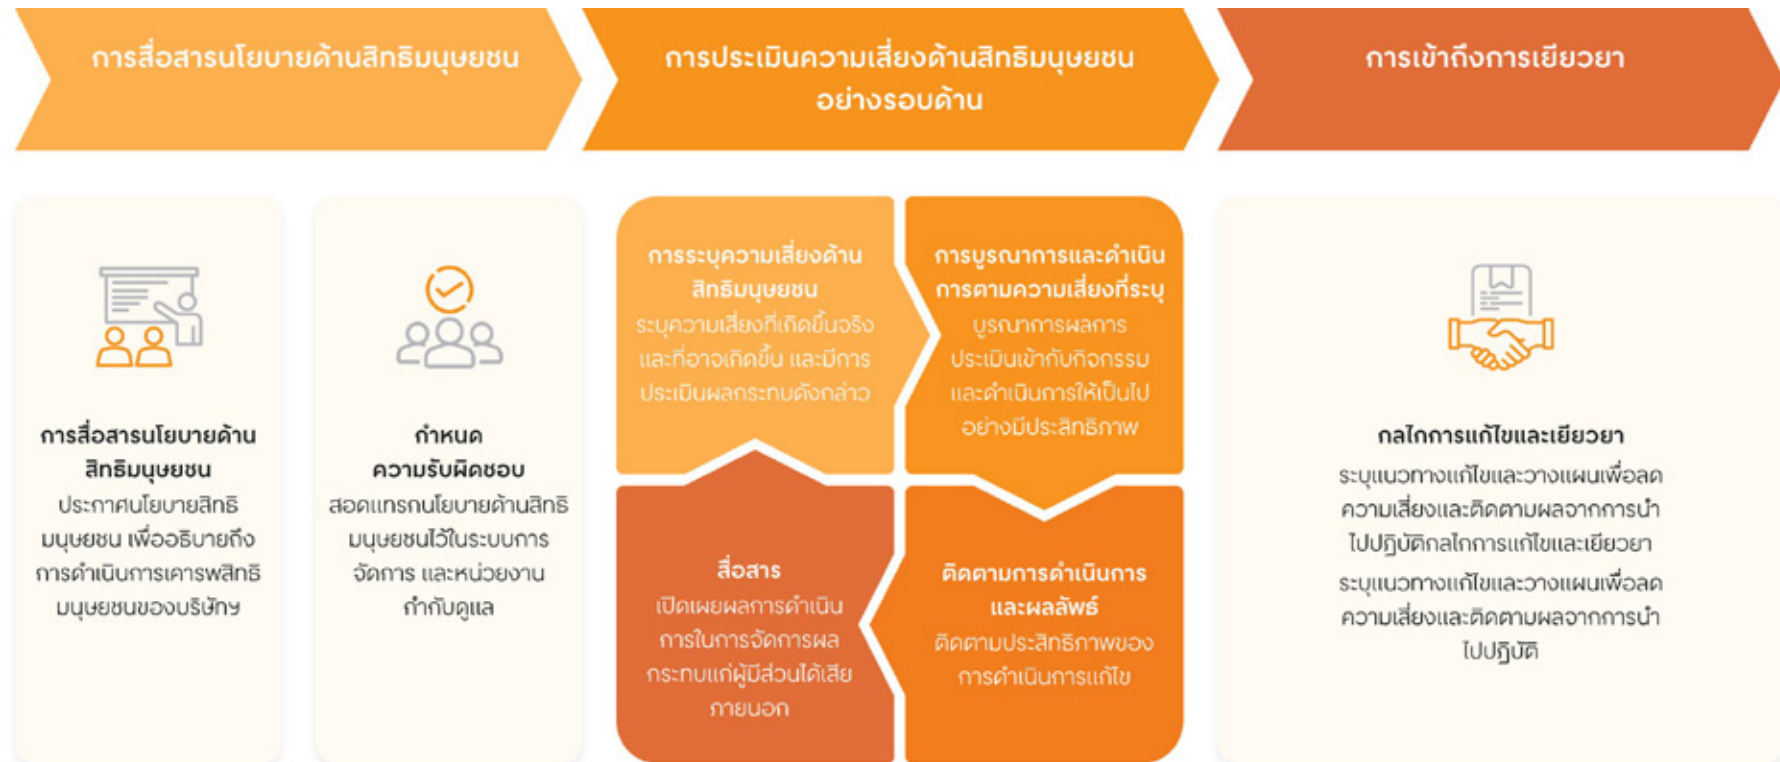 การสื่อสารนโยบายด้านสิทธิมนุษยชน
การประเมินความเสี่ยงด้านสิทธิมนุษยชน
อย่างรอบด้าน
การเข้าถึงการเยียวยา
การสื่อสารนโยบายด้าน
สิทธิมนุษยชน
ประกาศนโยบายสิทธิ
มนุษยชน เพื่ออธิบายถึง
การดำเนินการเคารพสิทธิ
มนุษยชนของบริษัทฯ
กำหนด
ความรับผิดชอบ
สอดแทรกนโยบายด้านสิทธิ
มนุษยชนไว้ในระบบการ
จัดการ และหน่วยงาน
กำกับดูแล
การระบุความเสี่ยงด้าน
สิทธิมนุษยชน
ระบุความเสี่ยงที่เกิดขึ้นจริง
และที่อาจเกิดขึ้น และมีการ
ประเมินผลกระทบดังกล่าว
การบูรณาการและดำเนิน
การตามความเสี่ยงที่ระบุ
บูรณาการผลการ
ประเมินเข้ากับกิจกรรม
และดำเนินการให้เป็นไป
อย่างมีประสิทธิภาพ
สื่อสาร
เปิดเผยผลการดำเนิน
การในการจัดการผล
กระทบแก่ผู้มีส่วนได้เสีย
ภายนอก
ติดตามการดำเนินการ
และผลลัพธ์
ติดตามประสิทธิภาพของ
การดำเนินการแก้ไข
กลไกการแก้ไขและเยียวยา
ระบุแนวทางแก้ไขและวางแผนเพื่อลด
ความเสี่ยงและติดตามผลจากการนำ
ไปปฏิบัติกลไกการแก้ไขและเยียวยา
ระบุแนวทางแก้ไขและวางแผนเพื่อลด
ความเสี่ยงและติดตามผลจากการนำ
ไปปฏิบัติ